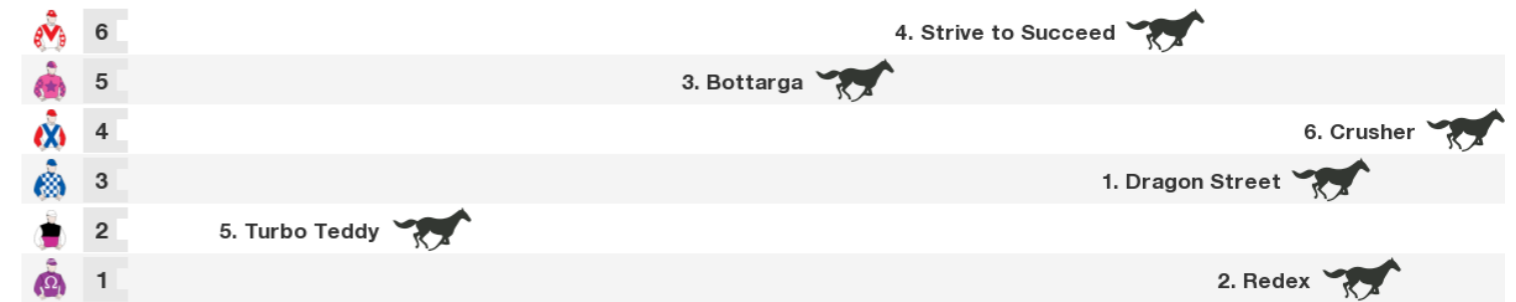 6 4. Strive to Succeed
5 3. Bottarga
4 6. Crusher
3 1. Dragon Street
2 5. Turbo Teddy
1 2. Redex
Ω